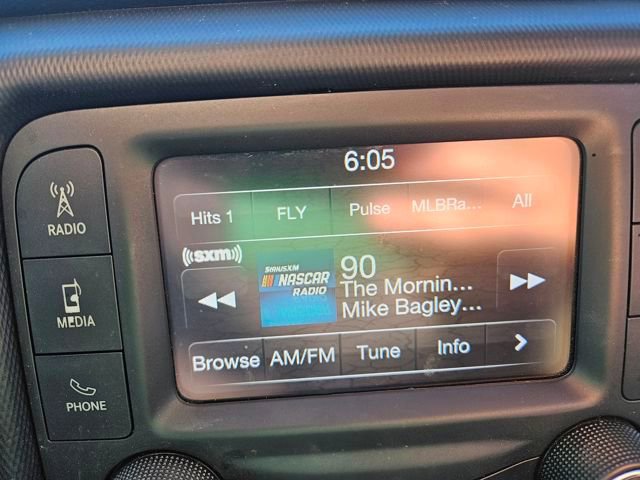 6:05
Hits 1 FLY Pulse MLBRa... All
((sxm))
SIRIUSXM
NASCAR
RADIO
90
The Mornin...
Mike Bagley...
Browse AM/FM Tune Info >
RADIO
MEDIA
PHONE